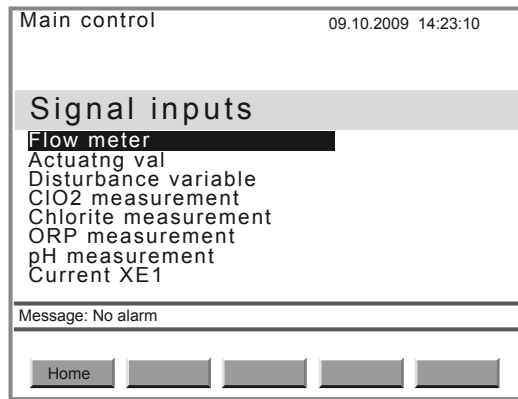 Main control 09.10.2009 14:23:10
Signal inputs
Flow meter
Actuatng val
Disturbance variable
ClO2 measurement
Chlorite measurement
ORP measurement
pH measurement
Current XE1
Message: No alarm
Home